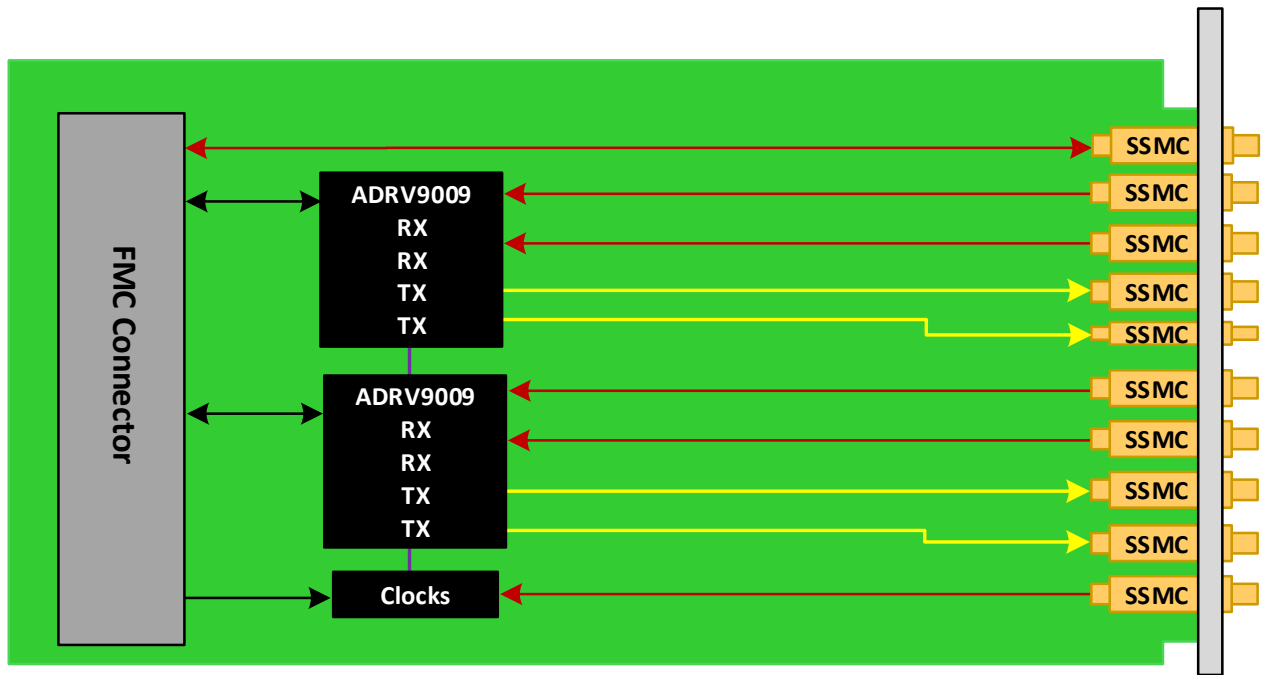 FMC Connector
SSMC
ADRV9009
SSMC
RX
SSMC
RX
TX
SSMC
TX
SSMC
ADRV9009
SSMC
RX
SSMC
RX
TX
SSMC
TX
SSMC
Clocks
SSMC